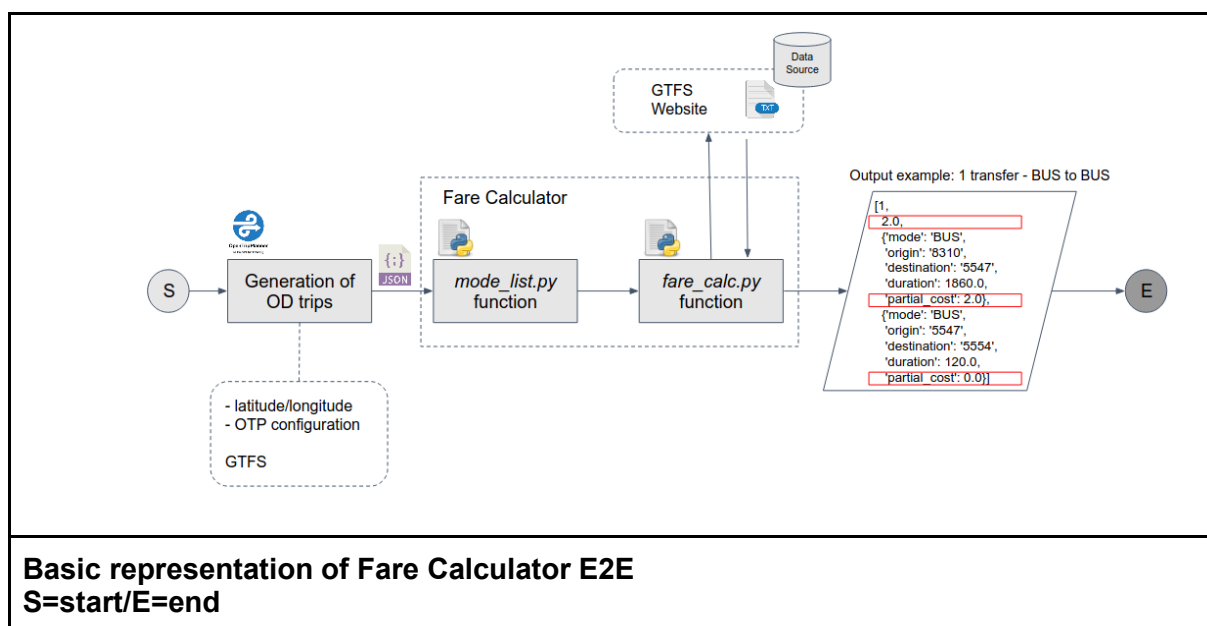 Data
Source
GTFS
Website
TXT
Output example: 1 transfer - BUS to BUS
Fare Calculator
[1,
2.0,
{'mode': 'BUS',
'origin': '8310',
'destination': '5547',
'duration': 1860.0,
'partial_cost': 2.0},
{'mode': 'BUS',
'origin': '5547',
'destination': '5554',
'duration': 120.0,
'partial_cost': 0.0}]
OpenTripPlanner
{;}
JSON
S
Generation of
OD trips
mode_list.py
function
fare_calc.py
function
E
- latitude/longitude
- OTP configuration
GTFS
Basic representation of Fare Calculator E2E
S=start/E=end